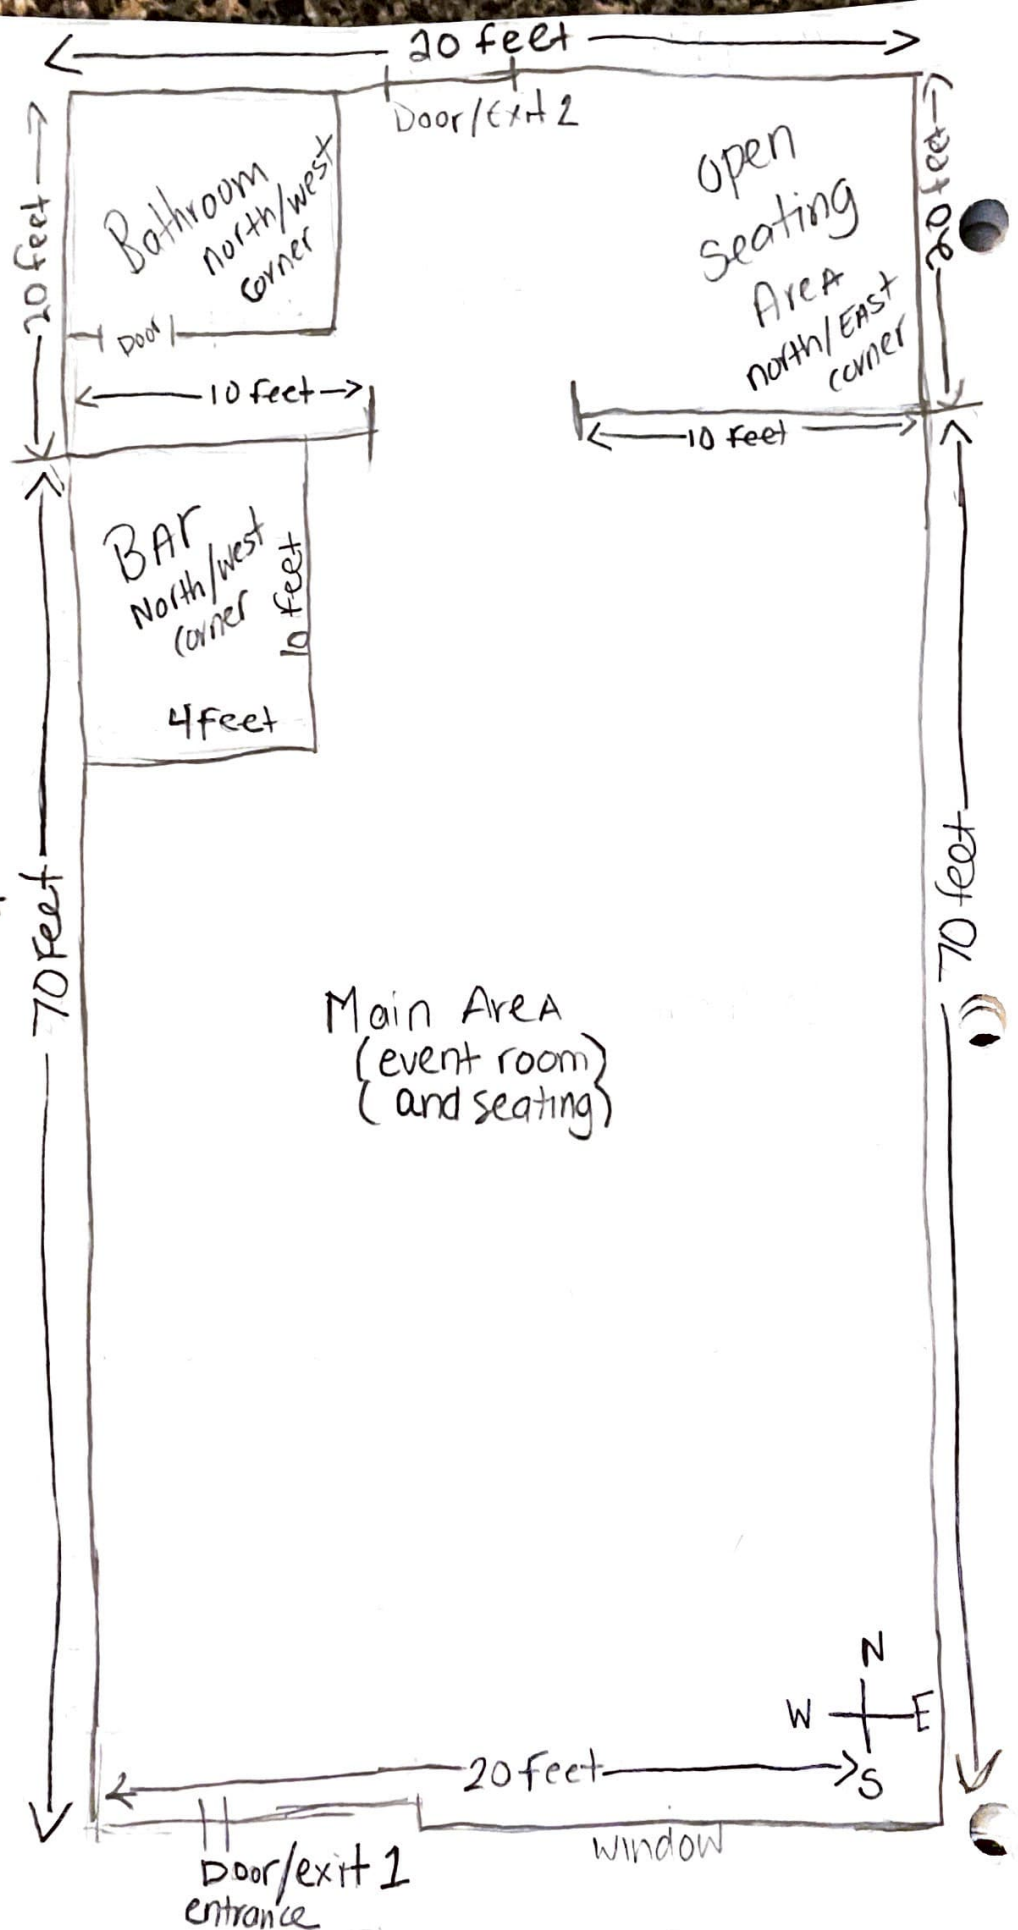 20 feet
Door/Exit 2
20 feet
Bathroom
north/west
corner
Door
open
seating
AreA
north/EAst
corner
20 feet
10 feet
10 feet
BAr
North/west
corner
10 feet
4 feet
70 Feet
70 feet
Main AreA
(event room)
(and seating)
N
W E
S
20 feet
Door/exit 1
entrance
window